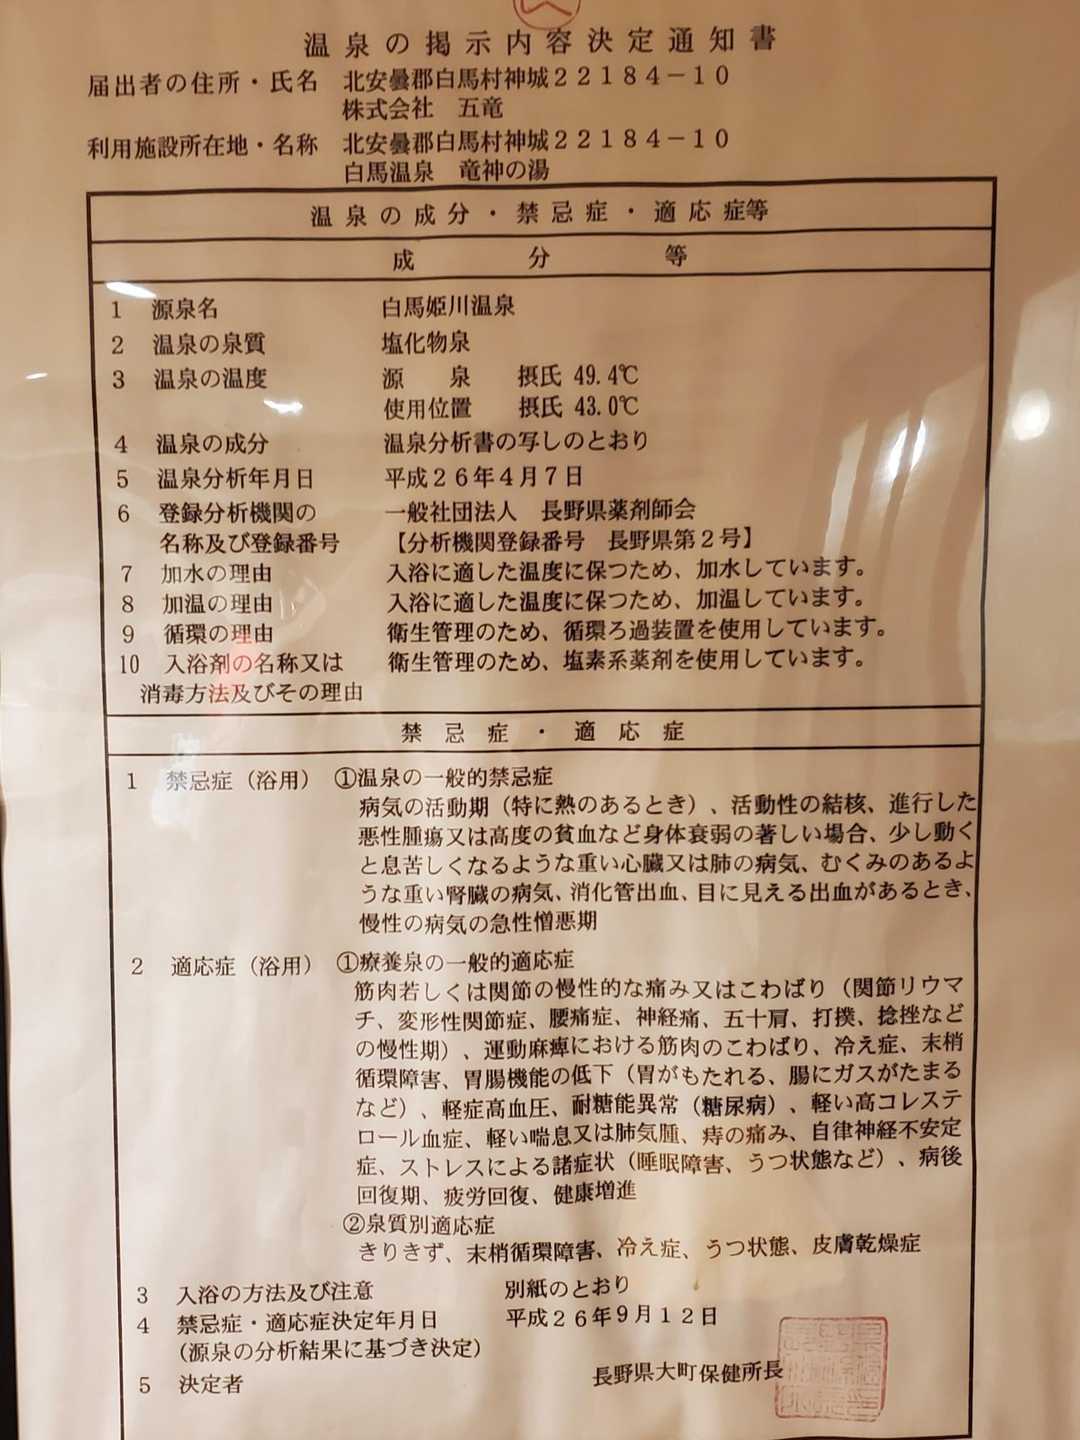 温泉の掲示内容決定通知書
届出者の住所・氏名 北安曇郡白馬村神城22184-10
株式会社 五竜
利用施設所在地・名称 北安曇郡白馬村神城22184-10
白馬温泉 竜神の湯
温泉の成分・禁忌症・適応症等
成分等
1 源泉名 白馬姫川温泉
2 温泉の泉質 塩化物泉
3 温泉の温度 源泉 摂氏 49.4℃
使用位置 摂氏 43.0℃
4 温泉の成分 温泉分析書の写しのとおり
5 温泉分析年月日 平成26年4月7日
6 登録分析機関の 一般社団法人 長野県薬剤師会
名称及び登録番号 【分析機関登録番号 長野県第2号】
7 加水の理由 入浴に適した温度に保つため、加水しています。
8 加温の理由 入浴に適した温度に保つため、加温しています。
9 循環の理由 衛生管理のため、循環ろ過装置を使用しています。
10 入浴剤の名称又は 衛生管理のため、塩素系薬剤を使用しています。
消毒方法及びその理由
禁忌症・適応症
1 禁忌症(浴用) ①温泉の一般的禁忌症
病気の活動期(特に熱のあるとき)、活動性の結核、進行した
悪性腫瘍又は高度の貧血など身体衰弱の著しい場合、少し動く
と息苦しくなるような重い心臓又は肺の病気、むくみのあるよ
うな重い腎臓の病気、消化管出血、目に見える出血があるとき、
慢性の病気の急性憎悪期
2 適応症(浴用) ①療養泉の一般的適応症
筋肉若しくは関節の慢性的な痛み又はこわばり(関節リウマ
チ、変形性関節症、腰痛症、神経痛、五十肩、打撲、捻挫など
の慢性期)、運動麻痺における筋肉のこわばり、冷え症、末梢
循環障害、胃腸機能の低下(胃がもたれる、腸にガスがたまる
など)、軽症高血圧、耐糖能異常(糖尿病)、軽い高コレステ
ロール血症、軽い喘息又は肺気腫、痔の痛み、自律神経不安定
症、ストレスによる諸症状(睡眠障害、うつ状態など)、病後
回復期、疲労回復、健康増進
②泉質別適応症
きりきず、末梢循環障害、冷え症、うつ状態、皮膚乾燥症
3 入浴の方法及び注意 別紙のとおり
4 禁忌症・適応症決定年月日 平成26年9月12日
(源泉の分析結果に基づき決定)
5 決定者 長野県大町保健所長